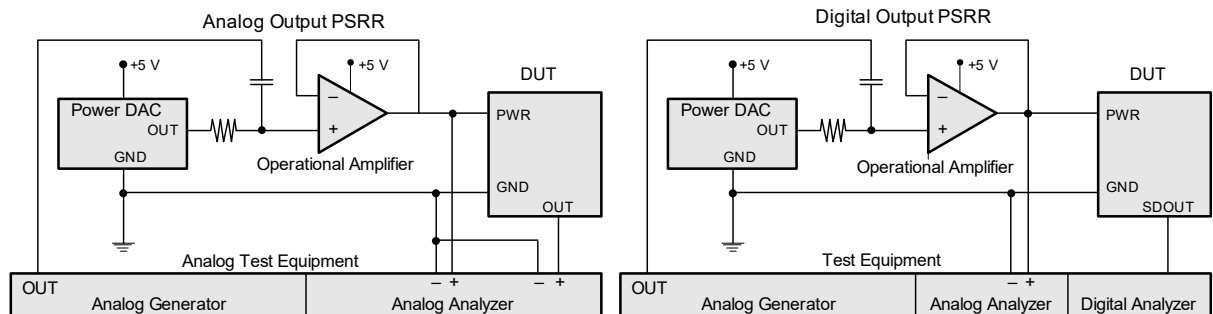 Analog Output PSRR
+5 V
+5 V
DUT
Power DAC
OUT
GND
–
+
Operational Amplifier
PWR
GND
OUT
Analog Test Equipment
– +
– +
OUT
Analog Generator
Analog Analyzer
Digital Output PSRR
+5 V
+5 V
DUT
Power DAC
OUT
GND
–
+
Operational Amplifier
PWR
GND
SDOUT
Test Equipment
– +
OUT
Analog Generator
Analog Analyzer
Digital Analyzer